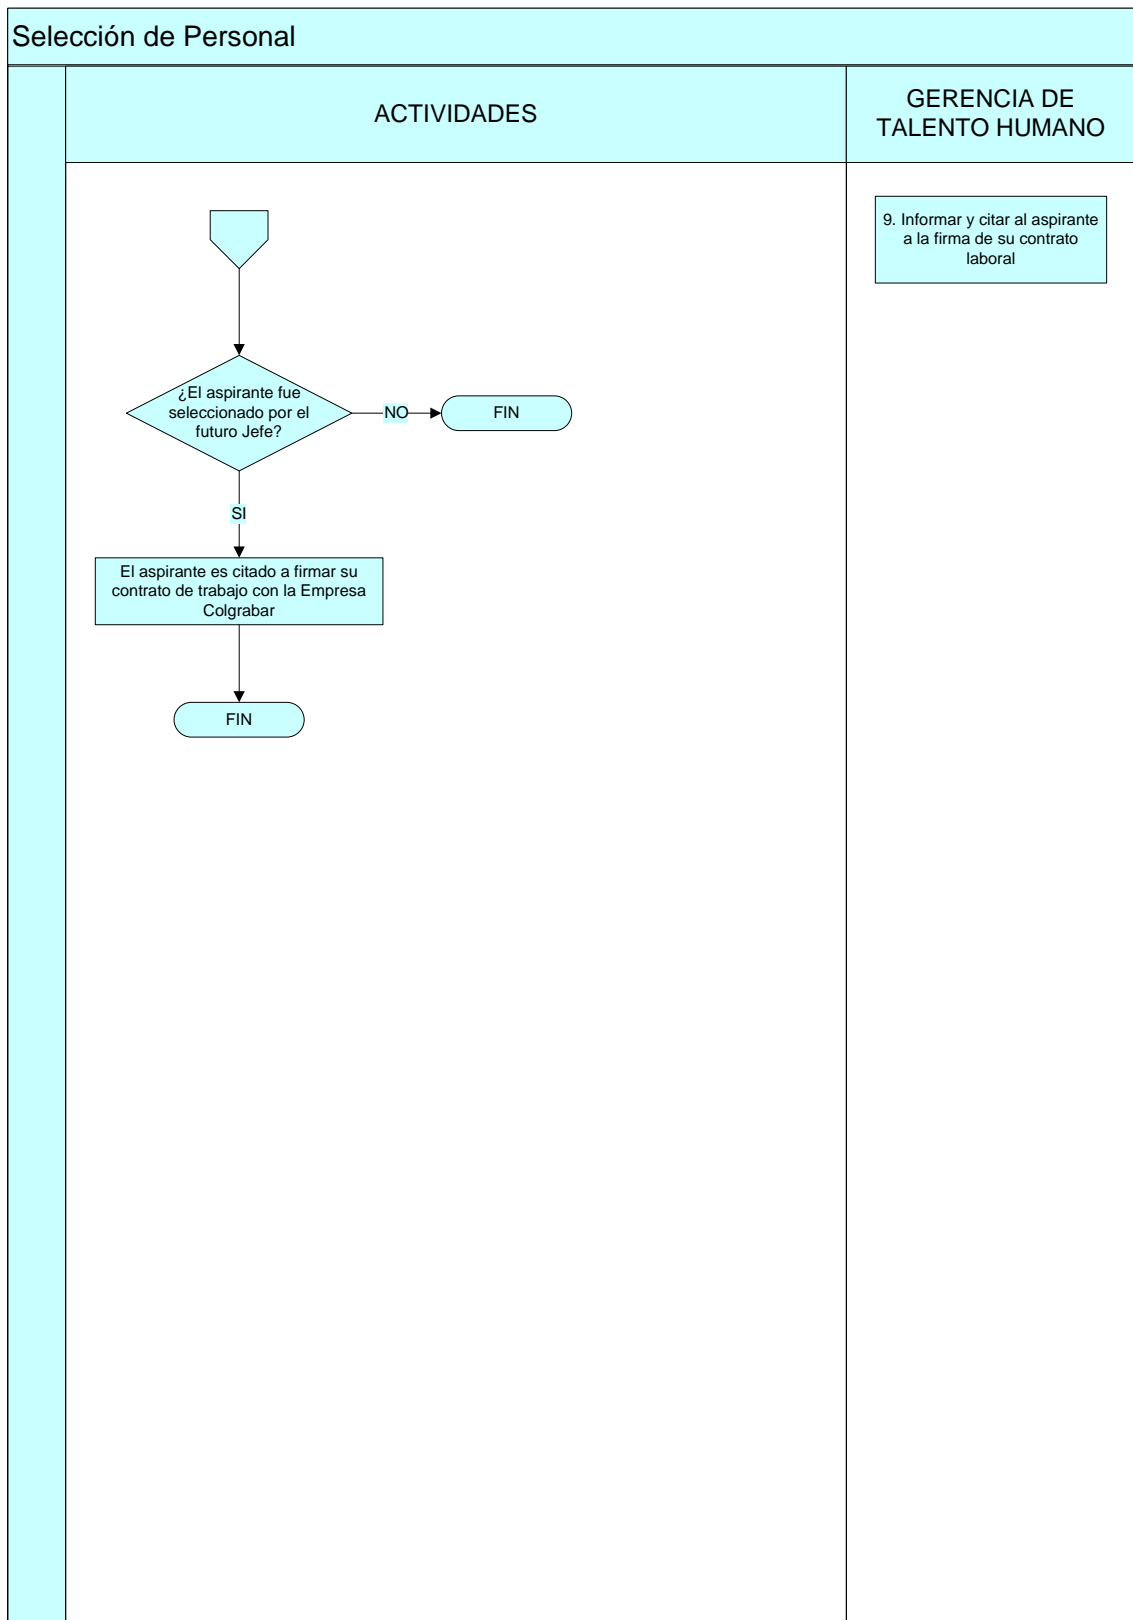 Selección de Personal
ACTIVIDADES
GERENCIA DE
TALENTO HUMANO
9. Informar y citar al aspirante
a la firma de su contrato
laboral
¿El aspirante fue
seleccionado por el
futuro Jefe?
NO
FIN
SI
El aspirante es citado a firmar su
contrato de trabajo con la Empresa
Colgrabar
FIN